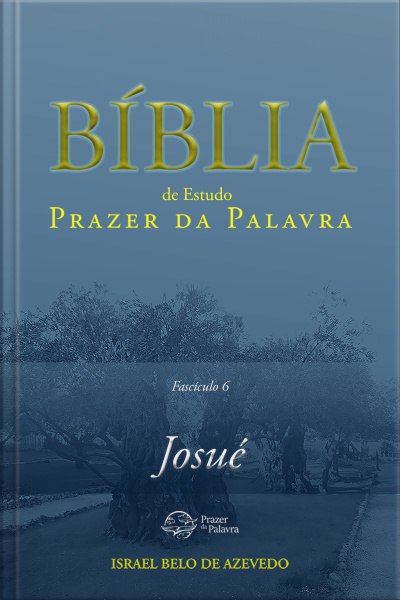 BÍBLIA
de Estudo
PRAZER DA PALAVRA
Fascículo 6
Josué
Prazer
da Palavra
ISRAEL BELO DE AZEVEDO